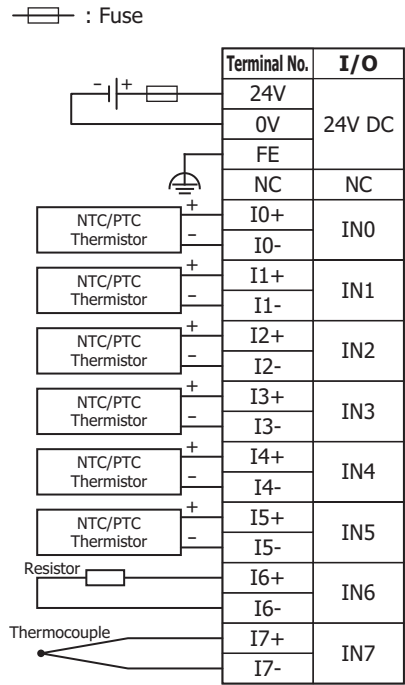 : Fuse
Terminal No. I/O
- + 24V
0V 24V DC
FE
NC NC
NTC/PTC + I0+
Thermistor - I0- IN0
NTC/PTC + I1+
Thermistor - I1- IN1
NTC/PTC + I2+
Thermistor - I2- IN2
NTC/PTC + I3+
Thermistor - I3- IN3
NTC/PTC + I4+
Thermistor - I4- IN4
NTC/PTC + I5+
Thermistor - I5- IN5
Resistor I6+
I6- IN6
Thermocouple I7+
I7- IN7